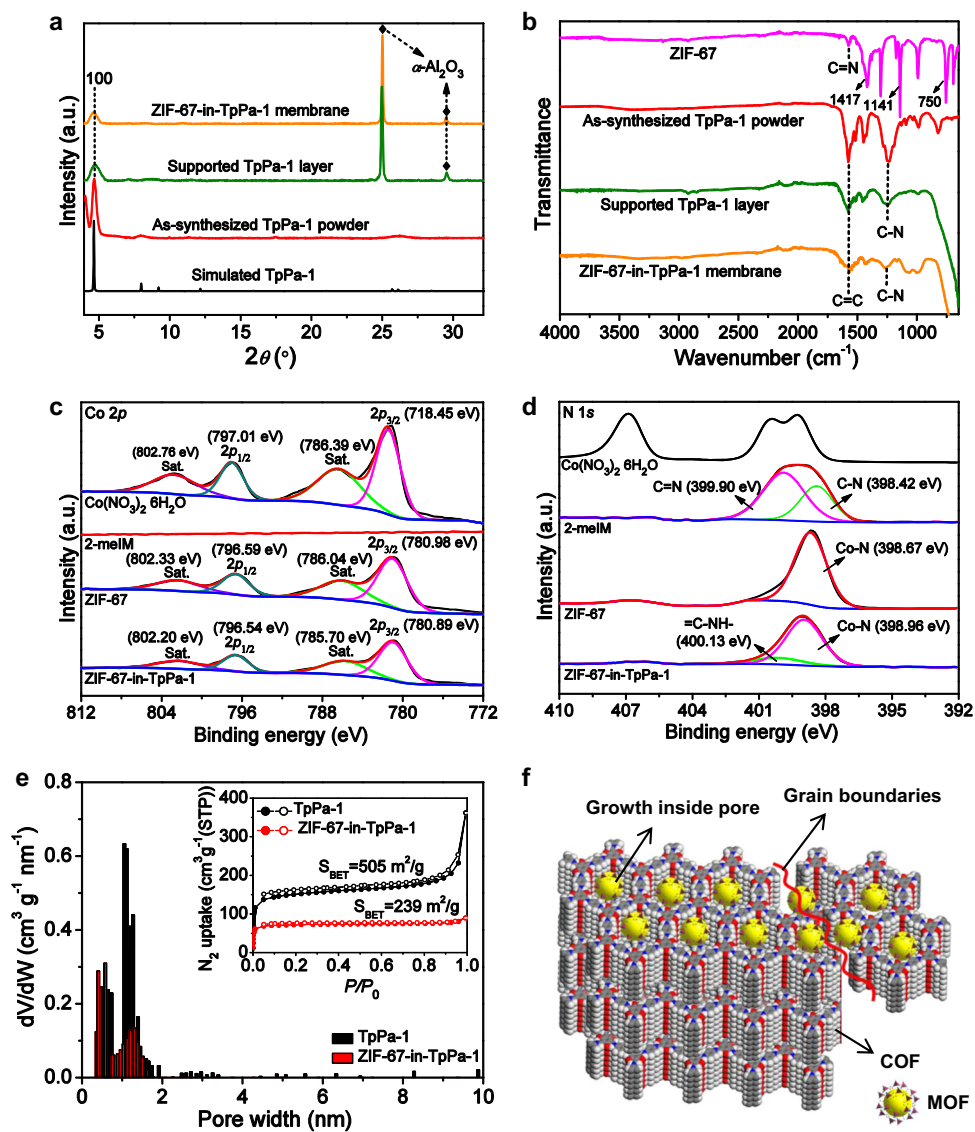 a
100
α-Al2O3
ZIF-67-in-TpPa-1 membrane
Supported TpPa-1 layer
As-synthesized TpPa-1 powder
Simulated TpPa-1
Intensity (a.u.)
5 10 15 20 25 30
2θ (°)
b
ZIF-67
C=N
1417
1141
750
As-synthesized TpPa-1 powder
Supported TpPa-1 layer
C-N
ZIF-67-in-TpPa-1 membrane
C=C
C-N
Transmittance
4000 3500 3000 2500 2000 1500 1000
Wavenumber (cm-1)
c
Co 2p
2p3/2 (718.45 eV)
(797.01 eV)
2p1/2
(786.39 eV)
Sat.
(802.76 eV)
Sat.
Co(NO3)2 6H2O
2-meIM
2p3/2 (780.98 eV)
(802.33 eV)
Sat.
(796.59 eV)
2p1/2
(786.04 eV)
Sat.
ZIF-67
2p3/2 (780.89 eV)
(802.20 eV)
Sat.
(796.54 eV)
2p1/2
(785.70 eV)
Sat.
ZIF-67-in-TpPa-1
Intensity (a.u.)
812 804 796 788 780 772
Binding energy (eV)
d
N 1s
Co(NO3)2 6H2O
C=N (399.90 eV)
C-N (398.42 eV)
2-meIM
Co-N (398.67 eV)
ZIF-67
=C-NH-
(400.13 eV)
Co-N (398.96 eV)
ZIF-67-in-TpPa-1
Intensity (a.u.)
410 407 404 401 398 395 392
Binding energy (eV)
e
0.8
0.6
0.4
0.2
0.0
dV/dW (cm3 g-1 nm-1)
0 2 4 6 8 10
Pore width (nm)
TpPa-1
ZIF-67-in-TpPa-1
400
300
200
100
0
N2 uptake (cm3g-1(STP))
TpPa-1
ZIF-67-in-TpPa-1
SBET=505 m2/g
SBET=239 m2/g
0.0 0.2 0.4 0.6 0.8 1.0
P/P0
f
Growth inside pore
Grain boundaries
COF
MOF